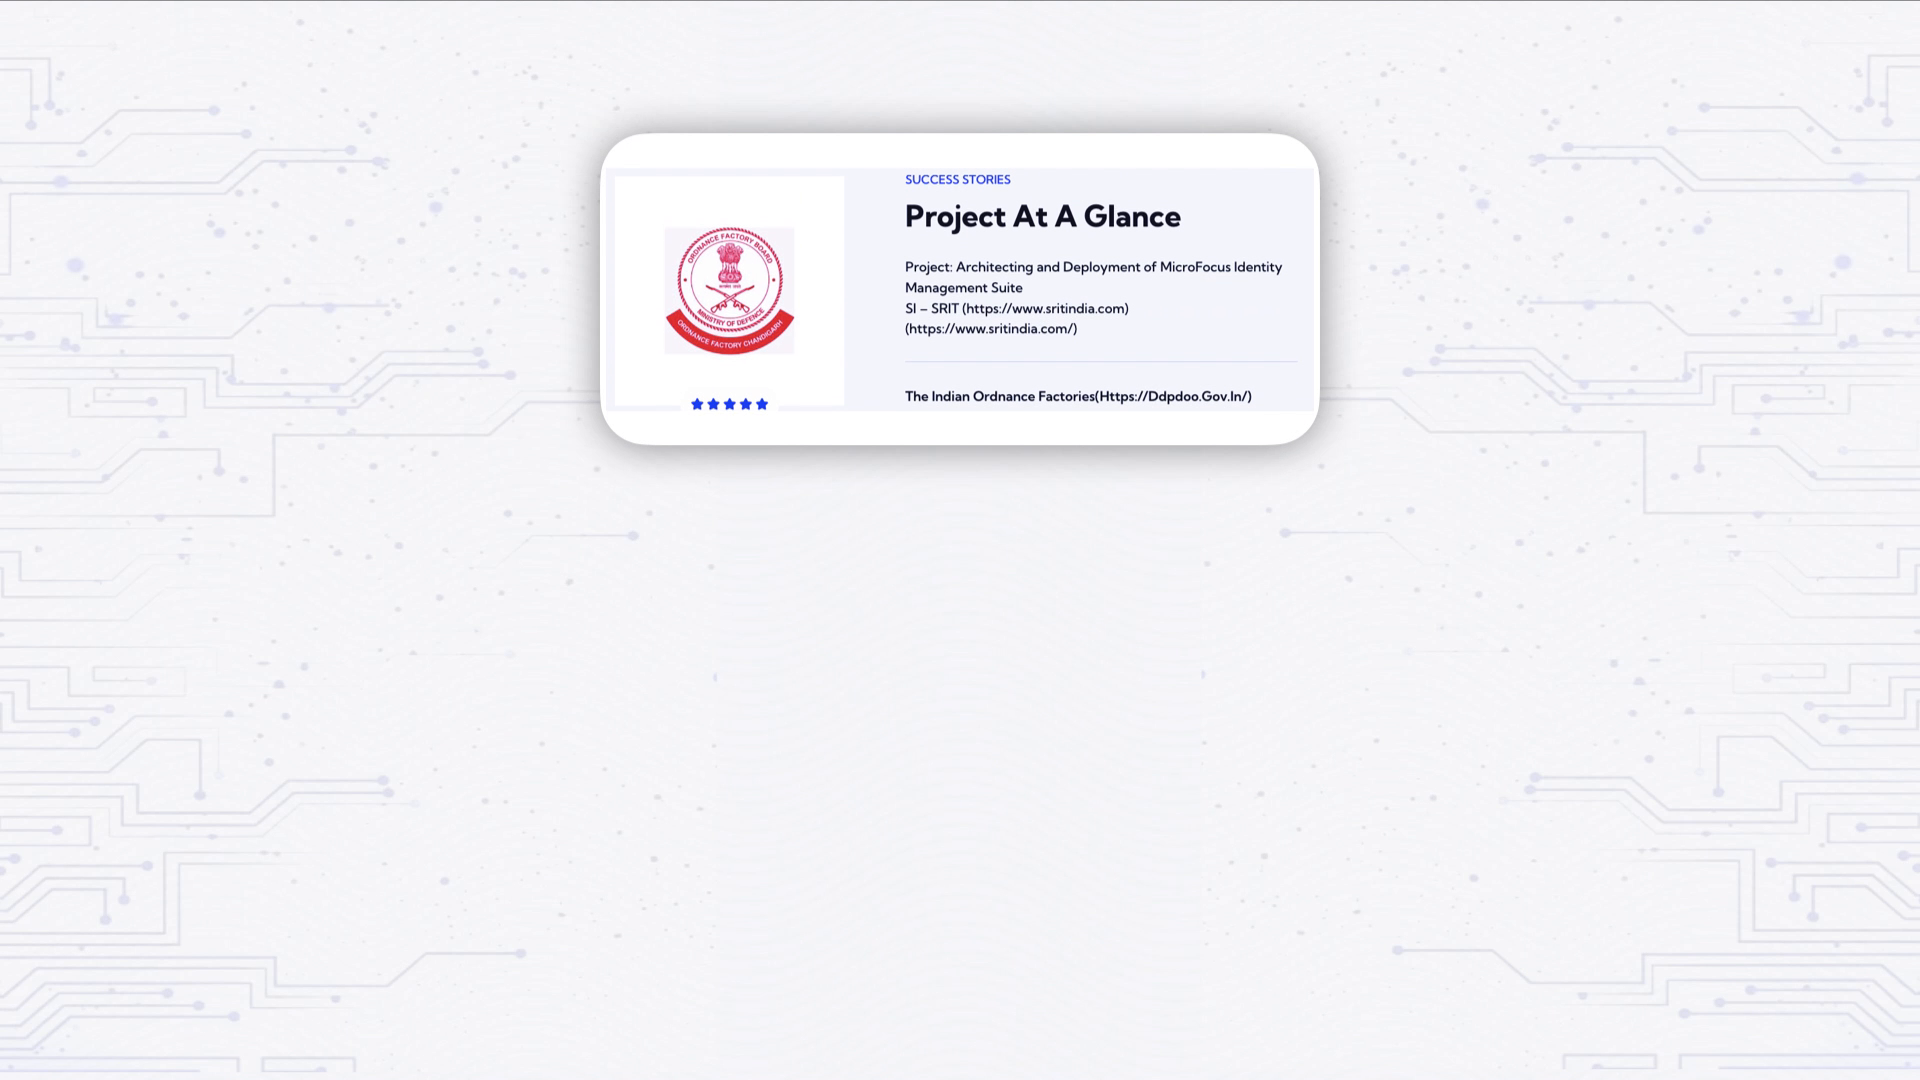 ORDNANCE FACTORY BOARD
MINISTRY OF DEFENCE
ORDNANCE FACTORY CHANDIGARH
SUCCESS STORIES
Project At A Glance
Project: Architecting and Deployment of MicroFocus Identity
Management Suite
SI – SRIT (https://www.sritindia.com)
(https://www.sritindia.com/)
The Indian Ordnance Factories(Https://Ddpdoo.Gov.In/)